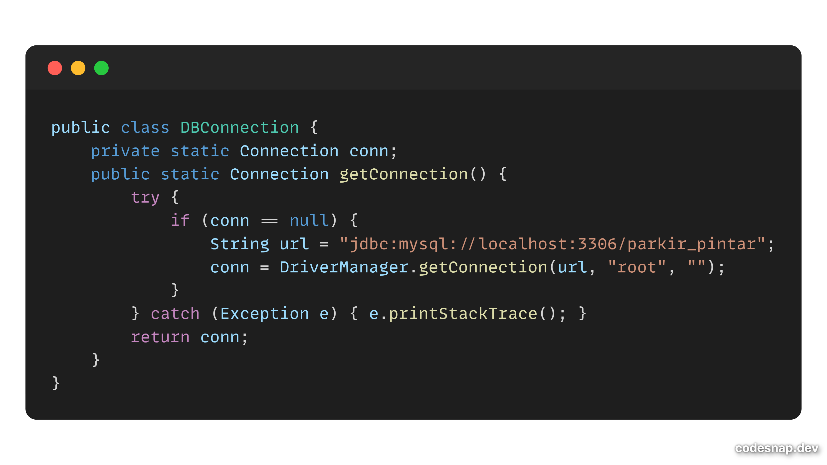 public class DBConnection {
    private static Connection conn;
    public static Connection getConnection() {
        try {
            if (conn == null) {
                String url = "jdbc:mysql://localhost:3306/parkir_pintar";
                conn = DriverManager.getConnection(url, "root", "");
            }
        } catch (Exception e) { e.printStackTrace(); }
        return conn;
    }
}
codesnap.dev